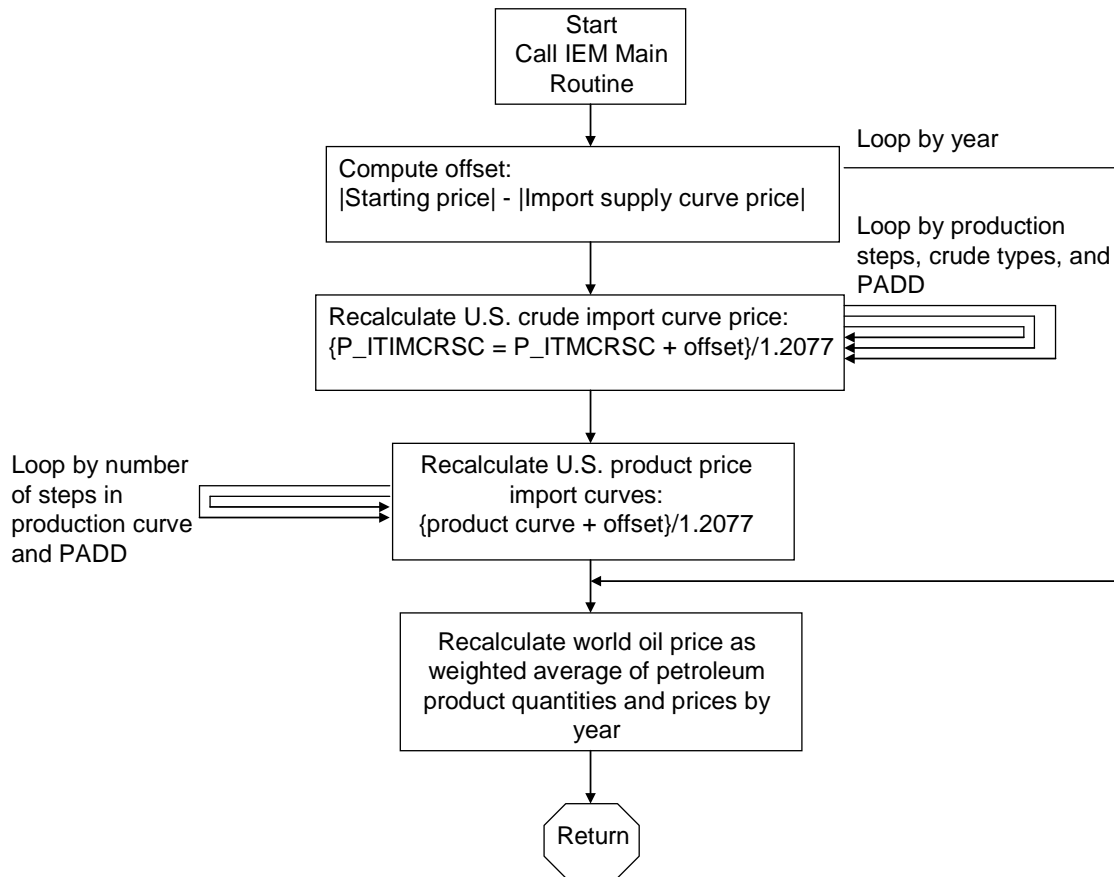 Start
Call IEM Main
Routine
Loop by year
Compute offset:
|Starting price| - |Import supply curve price|
Loop by production
steps, crude types, and
PADD
Recalculate U.S. crude import curve price:
{P_ITIMCRSC = P_ITMCRSC + offset}/1.2077
Loop by number
of steps in
production curve
and PADD
Recalculate U.S. product price
import curves:
{product curve + offset}/1.2077
Recalculate world oil price as
weighted average of petroleum
product quantities and prices by
year
Return